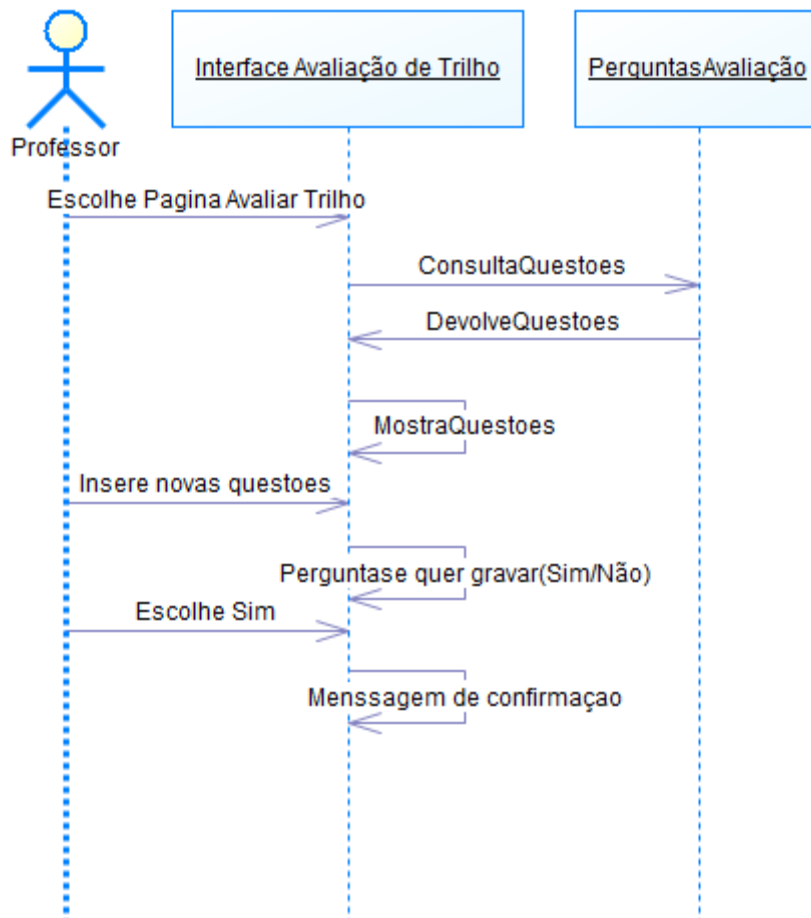 Interface Avaliação de Trilho
PerguntasAvaliação
Professor
Escolhe Pagina Avaliar Trilho
ConsultaQuestoes
DevolveQuestoes
MostraQuestoes
Insere novas questoes
Perguntase quer gravar(Sim/Não)
Escolhe Sim
Menssagem de confirmaçao